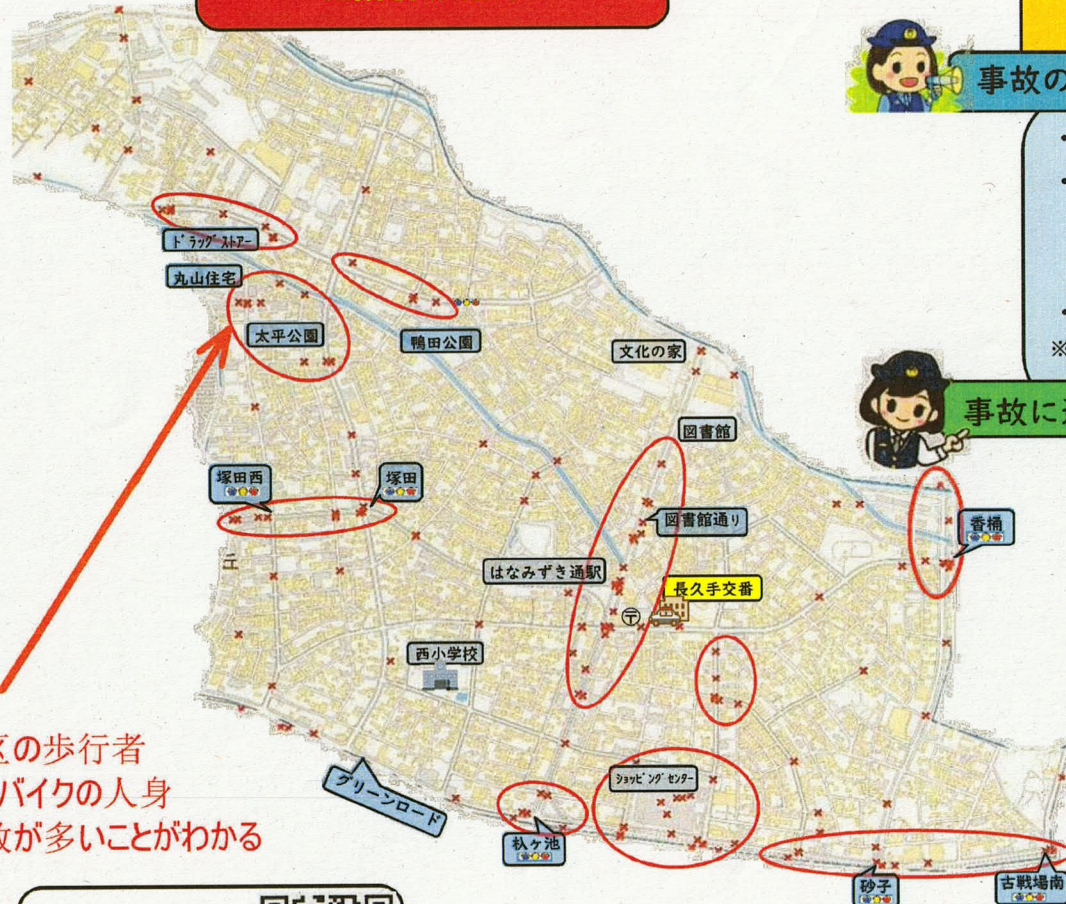 事故の
※
事故に
ドラッグストアー
丸山住宅
太平公園
鴨田公園
文化の家
図書館
塚田西
塚田
図書館通り
香桶
はなみずき通駅
長久手交番
〒
西小学校
区の歩行者
バイクの人身
故が多いことがわかる
グリーンロード
ショッピングセンター
杁ヶ池
砂子
古戦場南